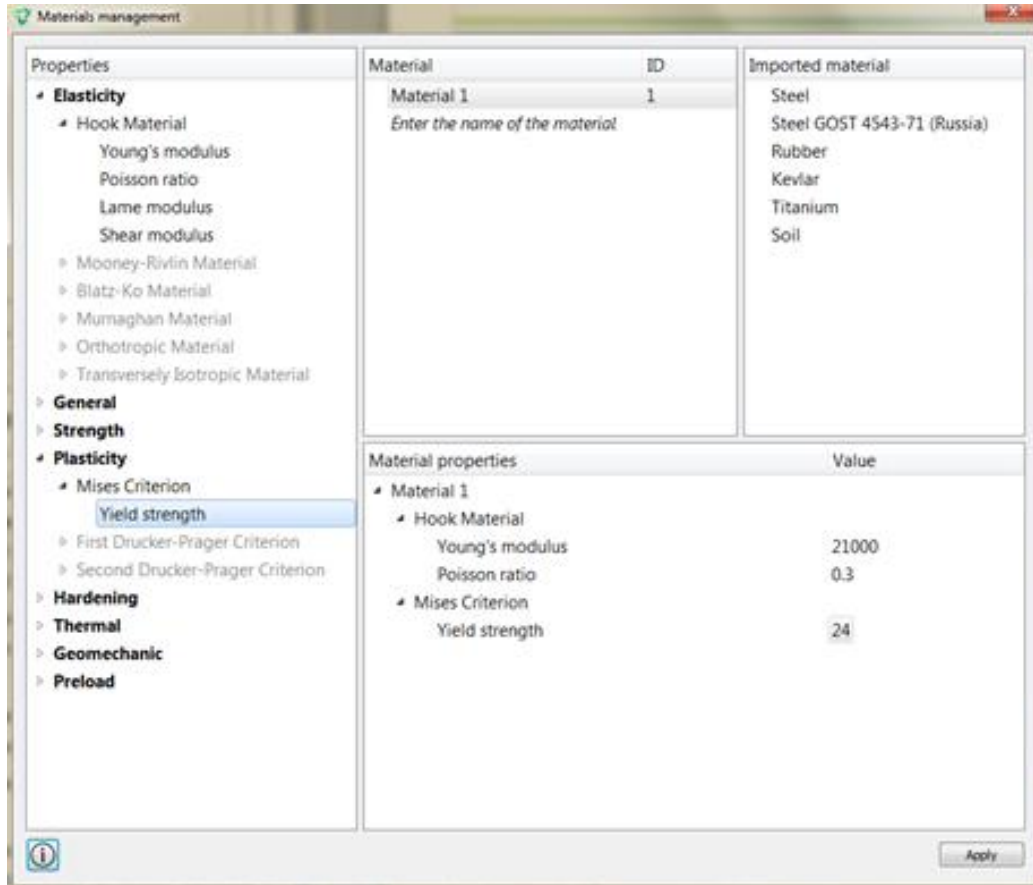 Materials management
Properties
Elasticity
Hook Material
Young's modulus
Poisson ratio
Lame modulus
Shear modulus
Mooney-Rivlin Material
Blatz-Ko Material
Murnaghan Material
Orthotropic Material
Transversely Isotropic Material
General
Strength
Plasticity
Mises Criterion
Yield strength
First Drucker-Prager Criterion
Second Drucker-Prager Criterion
Hardening
Thermal
Geomechanic
Preload
Material ID
Material 1 1
Enter the name of the material
Imported material
Steel
Steel GOST 4543-71 (Russia)
Rubber
Kevlar
Titanium
Soil
Material properties Value
Material 1
Hook Material
Young's modulus 21000
Poisson ratio 0.3
Mises Criterion
Yield strength 24
Apply